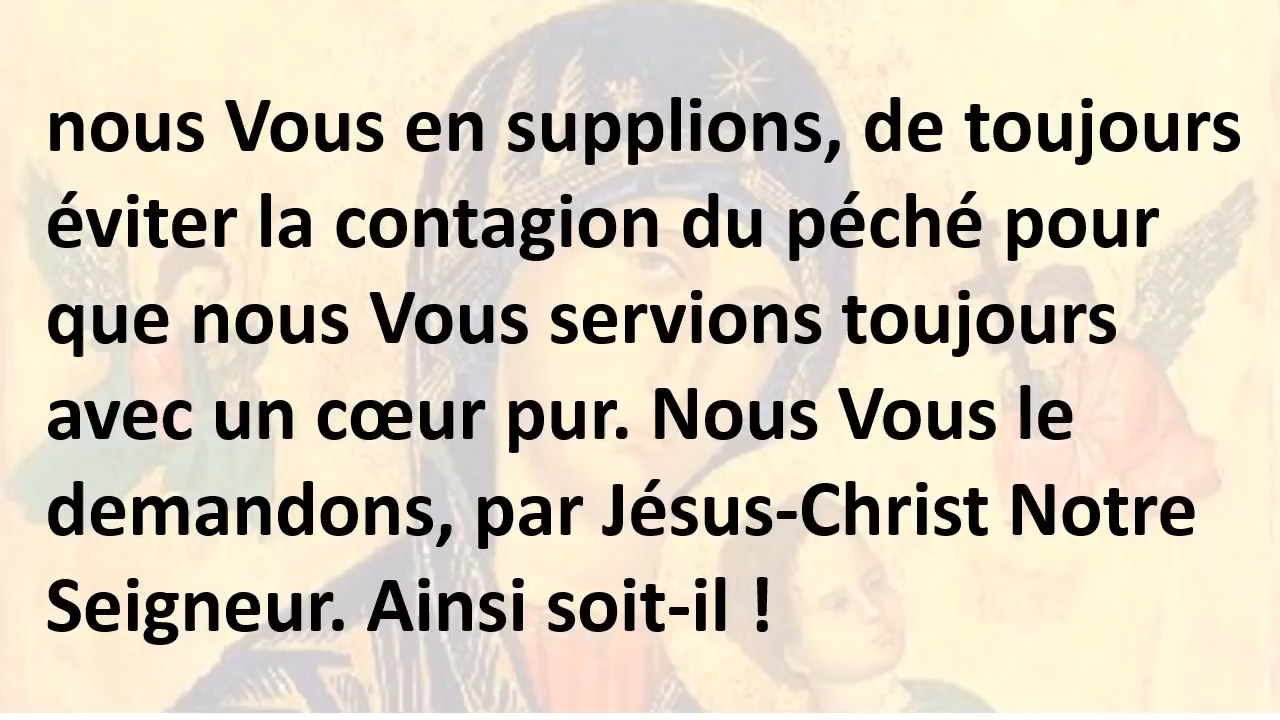 nous Vous en supplions, de toujours
éviter la contagion du péché pour
que nous Vous servions toujours
avec un cœur pur. Nous Vous le
demandons, par Jésus-Christ Notre
Seigneur. Ainsi soit-il !